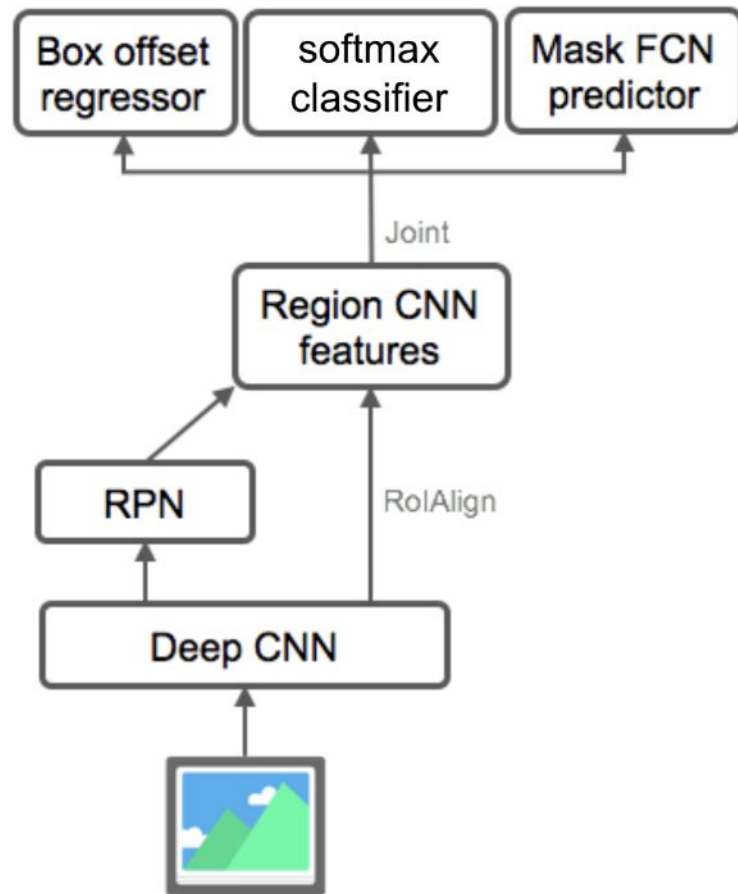 Box offset
regressor
softmax
classifier
Mask FCN
predictor
Joint
Region CNN
features
RPN
RoIAlign
Deep CNN